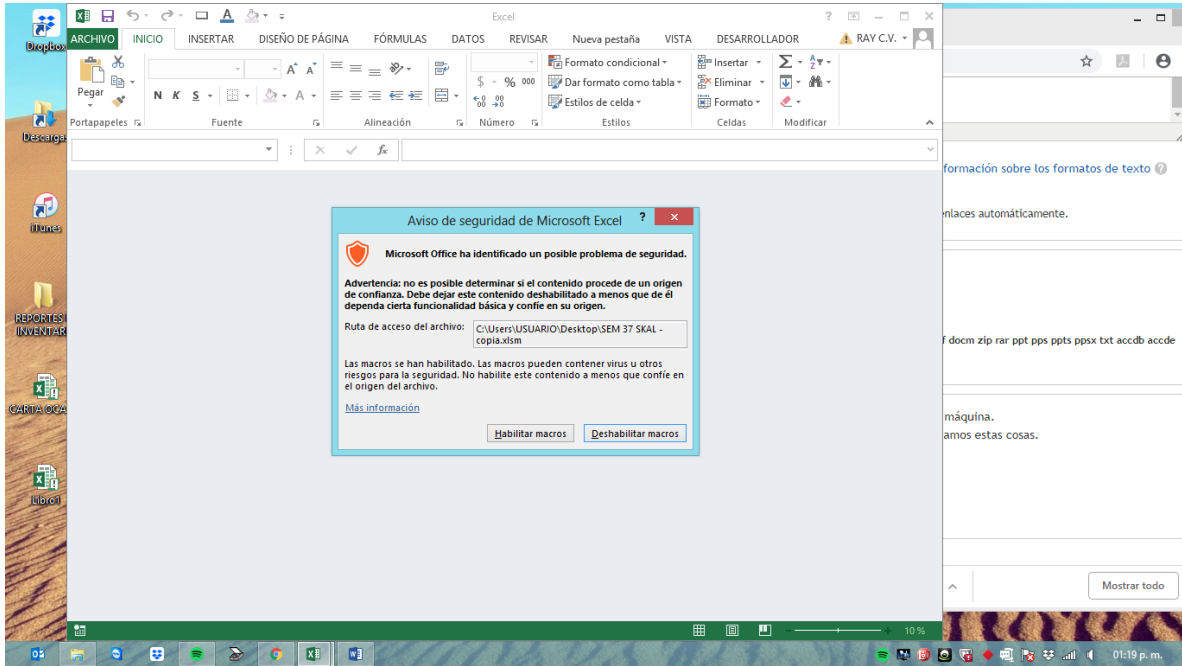 Excel
ARCHIVO INICIO INSERTAR DISEÑO DE PÁGINA FÓRMULAS DATOS REVISAR Nueva pestaña VISTA DESARROLLADOR RAY C.V.
Pegar
N K S
A A
A
$ % 000
Formato condicional
Dar formato como tabla
Estilos de celda
Insertar
Eliminar
Formato
Portapapeles Fuente Alineación Número Estilos Celdas Modificar
fx
Dropbox
Descargas
iTunes
REPORTES
INVENTAR
CARTA OCA
Libro1
Aviso de seguridad de Microsoft Excel
Microsoft Office ha identificado un posible problema de seguridad.
Advertencia: no es posible determinar si el contenido procede de un origen
de confianza. Debe dejar este contenido deshabilitado a menos que de él
dependa cierta funcionalidad básica y confíe en su origen.
Ruta de acceso del archivo: C:\Users\USUARIO\Desktop\SEM 37 SKAL -
copia.xlsm
Las macros se han habilitado. Las macros pueden contener virus u otros
riesgos para la seguridad. No habilite este contenido a menos que confíe en
el origen del archivo.
Más información
Habilitar macros Deshabilitar macros
formación sobre los formatos de texto
enlaces automáticamente.
f docm zip rar ppt pps ppts ppsx txt accdb accde
máquina.
amos estas cosas.
Mostrar todo
10 %
01:19 p. m.